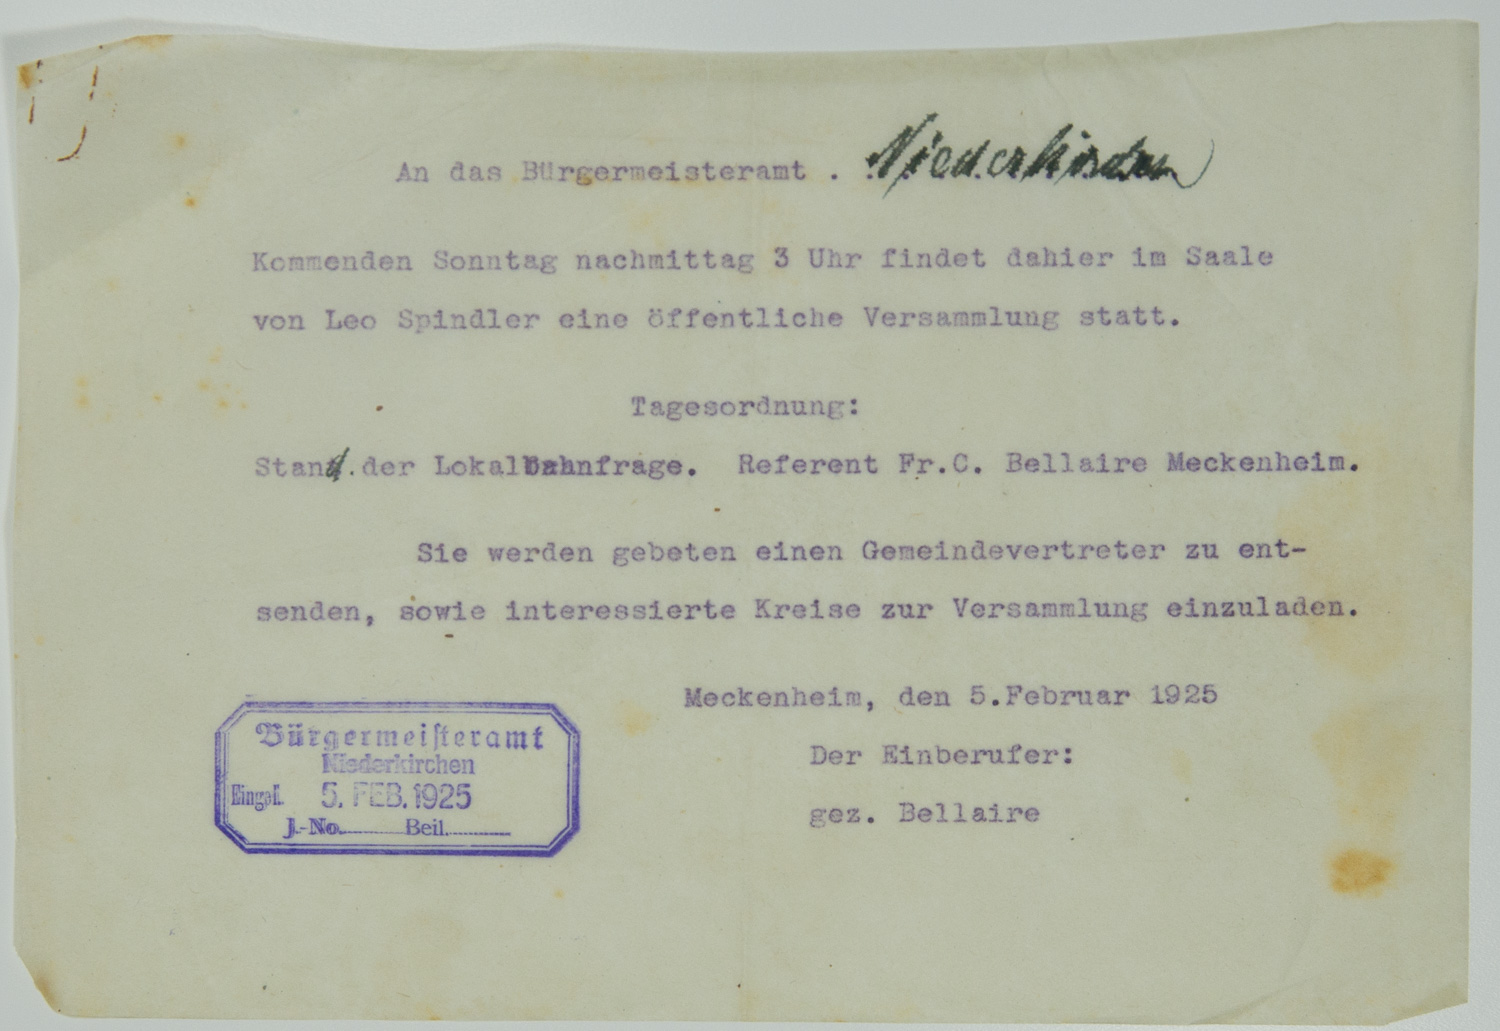 An das Bürgermeisteramt . Niederkirchen
Kommenden Sonntag nachmittag 3 Uhr findet dahier im Saale
von Leo Spindler eine öffentliche Versammlung statt.
Tagesordnung:
Stand der Lokalbahnfrage. Referent Fr.C. Bellaire Meckenheim.
Sie werden gebeten einen Gemeindevertreter zu ent-
senden, sowie interessierte Kreise zur Versammlung einzuladen.
Meckenheim, den 5.Februar 1925
Der Einberufer:
gez. Bellaire
Bürgermeisteramt
Niederkirchen
Eingel. 5. FEB. 1925
J.-No. Beil.